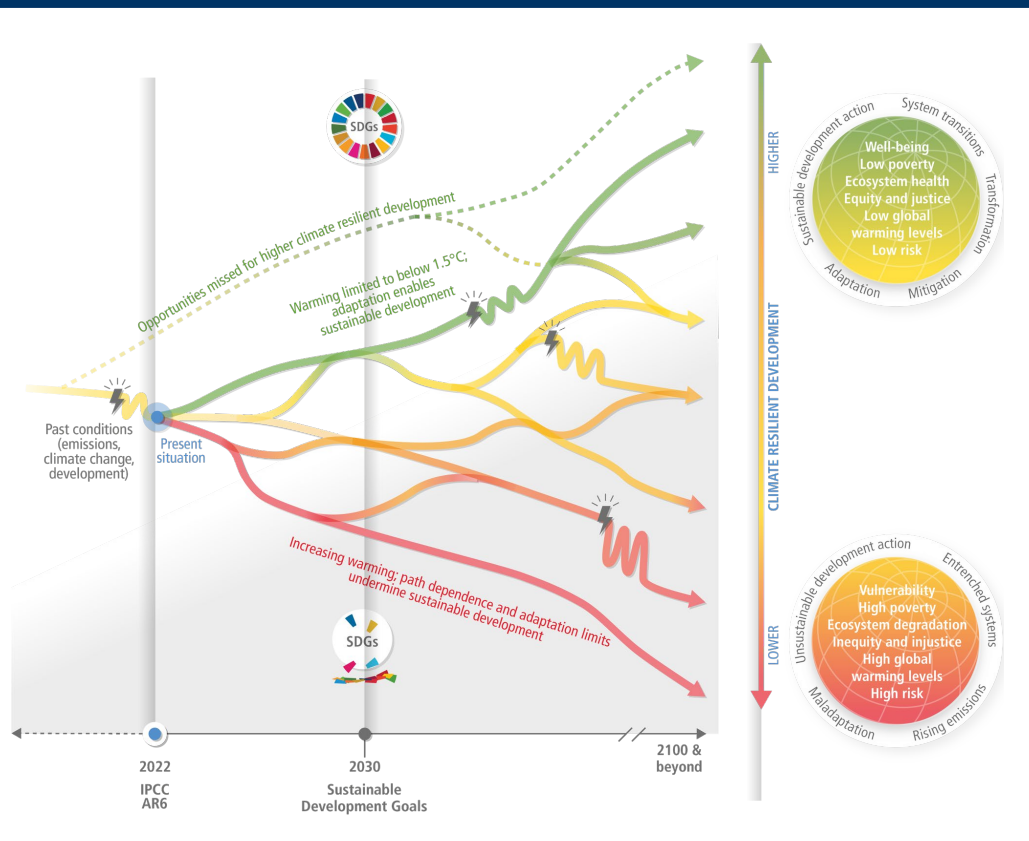 SDGs
Opportunities missed for higher climate resilient development
Warming limited to below 1.5°C;
adaptation enables
sustainable development
Past conditions
(emissions,
climate change,
development)
Present
situation
Increasing warming; path dependence and adaptation limits
undermine sustainable development
SDGs
2022
IPCC
AR6
2030
Sustainable
Development Goals
2100 &
beyond
HIGHER
CLIMATE RESILIENT DEVELOPMENT
LOWER
Sustainable development action
System transitions
Transformation
Mitigation
Adaptation
Well-being
Low poverty
Ecosystem health
Equity and justice
Low global
warming levels
Low risk
Unsustainable development action
Entrenched systems
Rising emissions
Maladaptation
Vulnerability
High poverty
Ecosystem degradation
Inequity and injustice
High global
warming levels
High risk